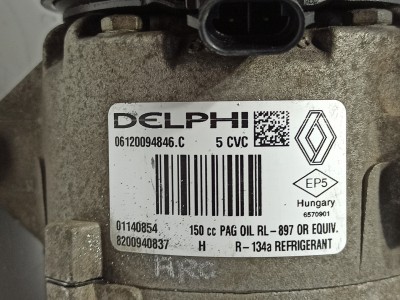 DELPHI
06120094846.C 5 CVC
EP5
Hungary
6570901
01140854 150 cc PAG OIL RL-897 OR EQUIV.
8200940837 H R-134a REFRIGERANT